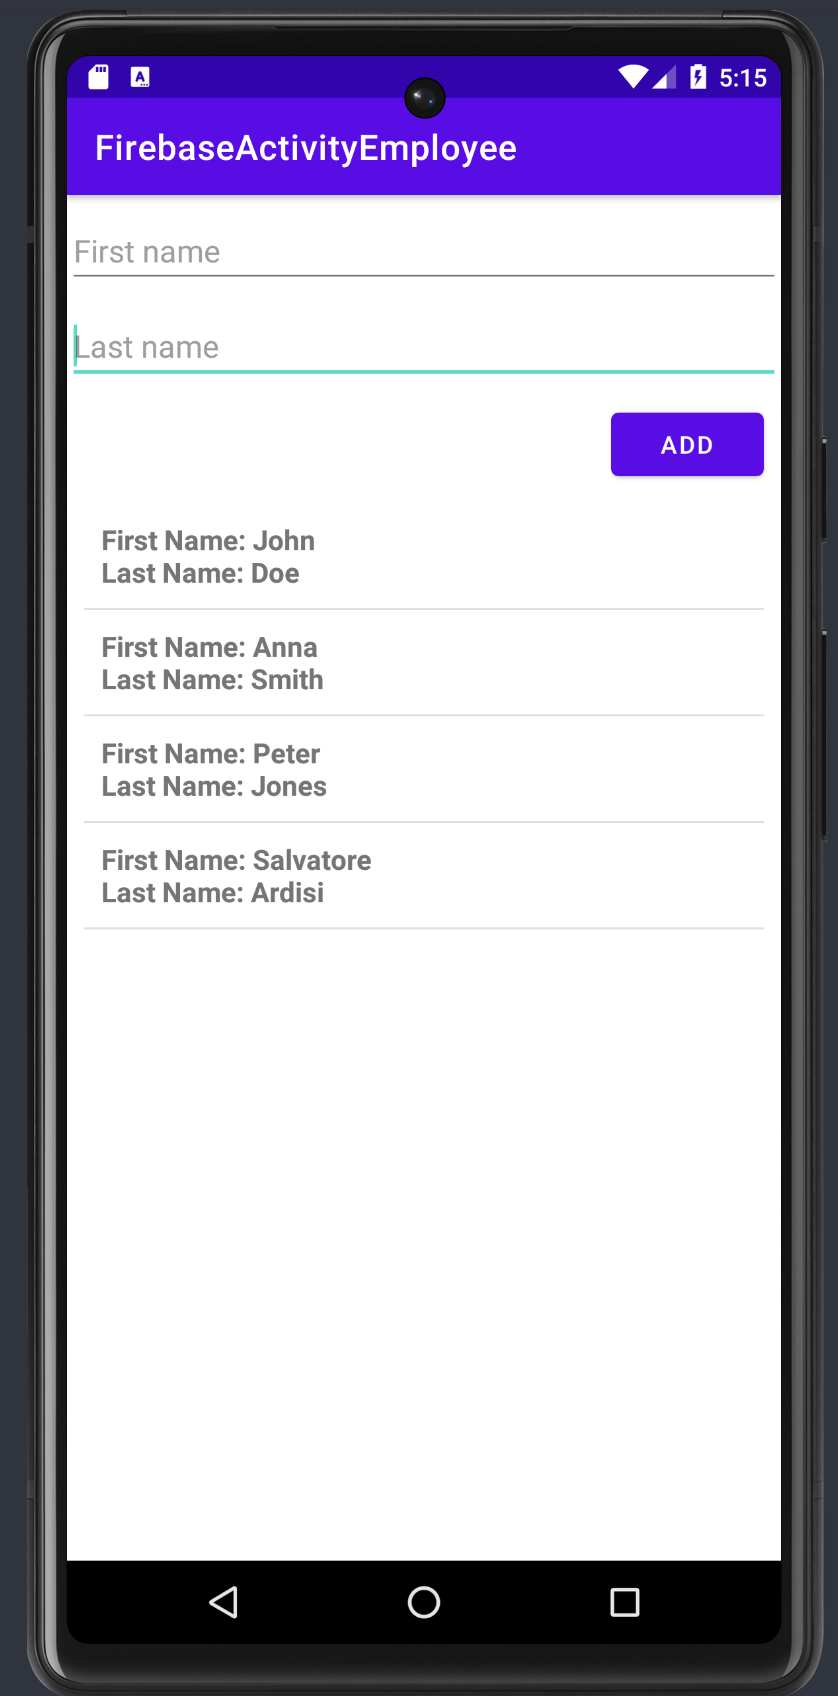 5:15
FirebaseActivityEmployee
First name
Last name
ADD
First Name: John
Last Name: Doe
First Name: Anna
Last Name: Smith
First Name: Peter
Last Name: Jones
First Name: Salvatore
Last Name: Ardisi